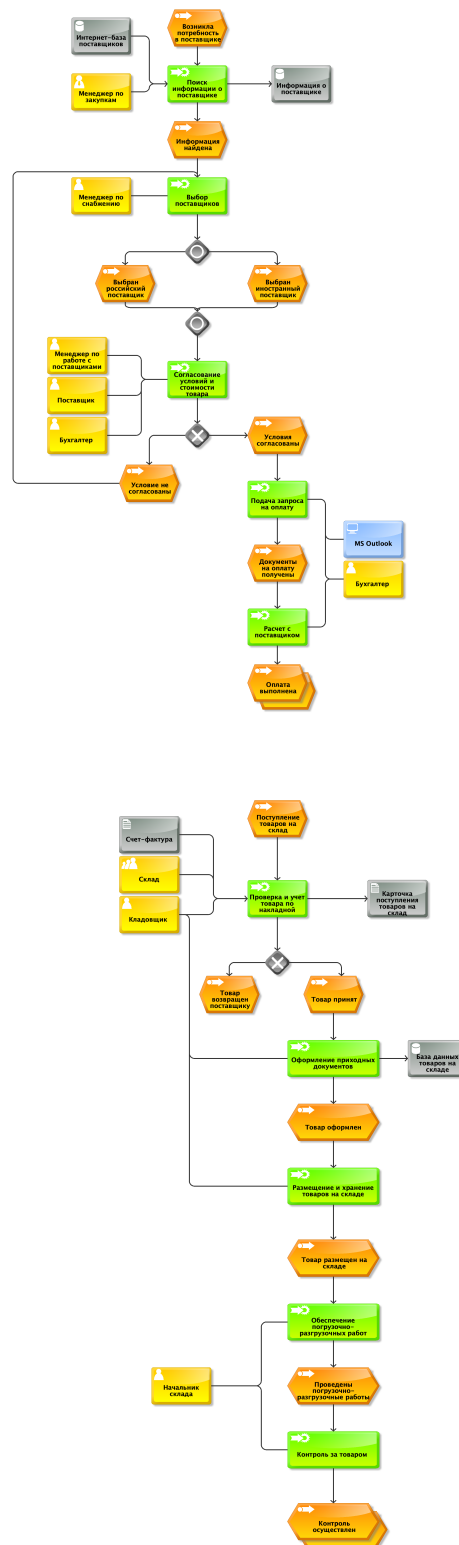 Возникла
потребность
в поставщике
Интернет-база
поставщиков
Менеджер по
закупкам
Поиск
информации о
поставщике
Информация о
поставщике
Информация
найдена
Менеджер по
снабжению
Выбор
поставщиков
Выбран
российский
поставщик
Выбран
иностранный
поставщик
Менеджер по
работе с
поставщиками
Поставщик
Бухгалтер
Согласование
условий и
стоимости
товара
Условия
согласованы
Условие не
согласованы
Подача запроса
на оплату
MS Outlook
Документы
на оплату
получены
Бухгалтер
Расчет с
поставщиком
Оплата
выполнена
Поступление
товаров на
склад
Счет-фактура
Склад
Кладовщик
Проверка и учет
товара по
накладной
Карточка
поступления
товаров на
склад
Товар
возвращен
поставщику
Товар принят
Оформление приходных
документов
База данных
товаров на
складе
Товар оформлен
Размещение и хранение
товаров на складе
Товар размещен на
складе
Обеспечение
погрузочно-
разгрузочных работ
Начальник
склада
Проведены
погрузочно-
разгрузочные работы
Контроль за товаром
Контроль
осуществлен